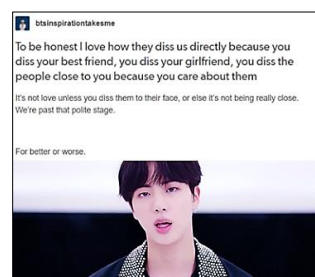 btsinspirationtakesme
To be honest I love how they diss us directly because you
diss your best friend, you diss your girlfriend, you diss the
people close to you because you care about them
It's not love unless you diss them to their face, or else it's not being really close.
We're past that polite stage.
For better or worse.